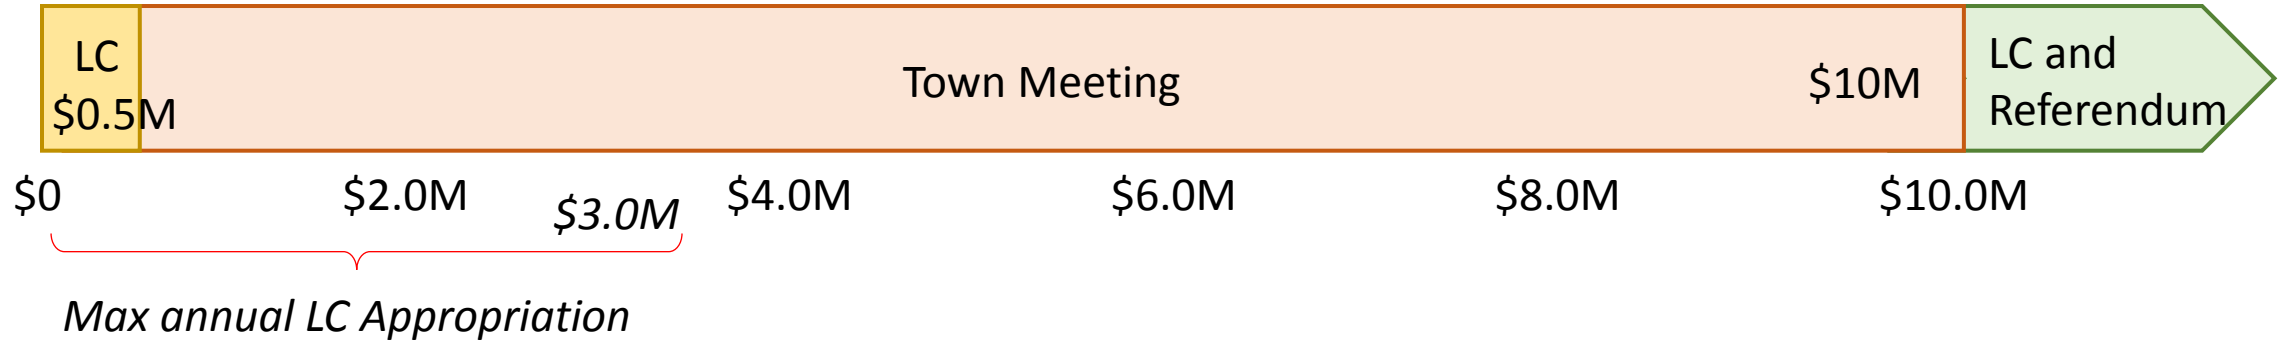 LC
$0.5M
Town Meeting
$10M
LC and
Referendum
$0
$2.0M
$3.0M
$4.0M
$6.0M
$8.0M
$10.0M
Max annual LC Appropriation